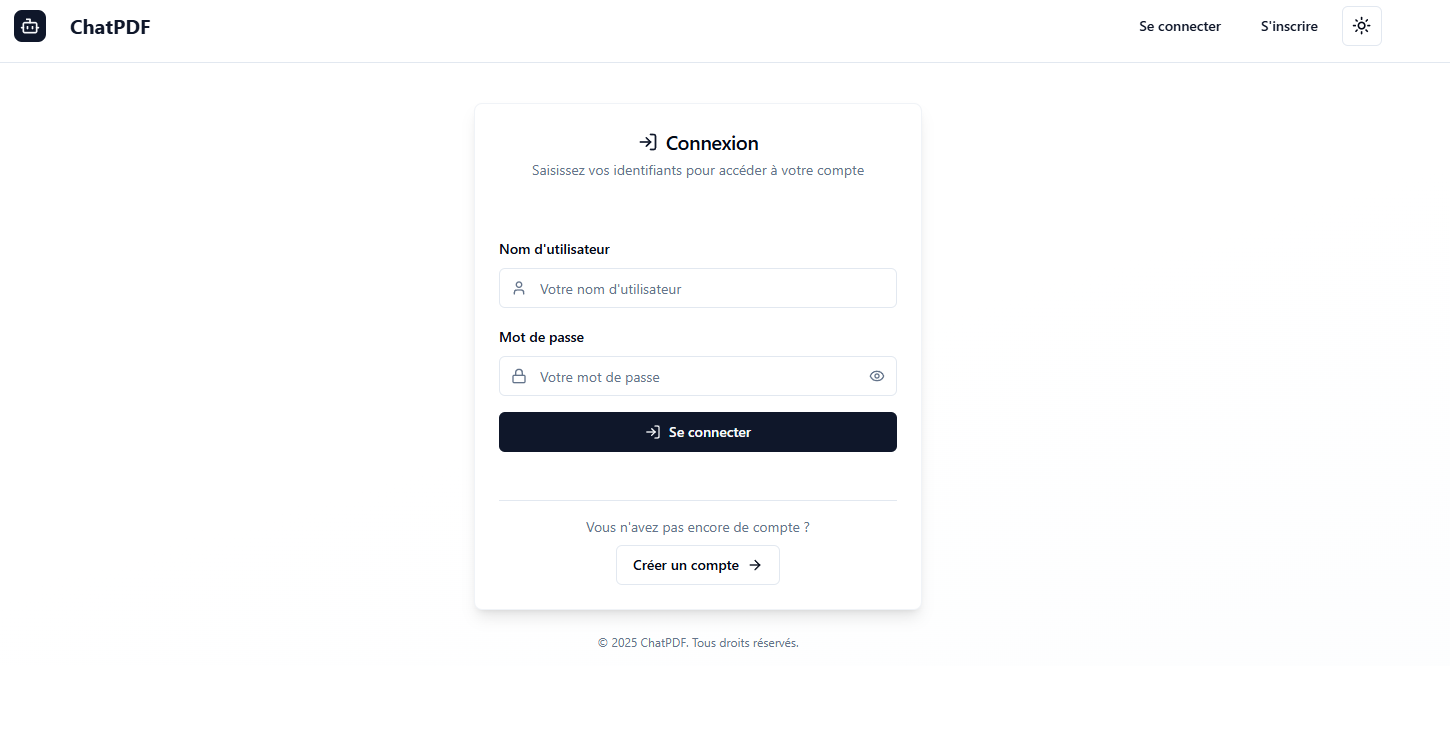 ChatPDF
Se connecter
S'inscrire
Connexion
Saisissez vos identifiants pour accéder à votre compte
Nom d'utilisateur
Votre nom d'utilisateur
Mot de passe
Votre mot de passe
Se connecter
Vous n'avez pas encore de compte ?
Créer un compte
© 2025 ChatPDF. Tous droits réservés.